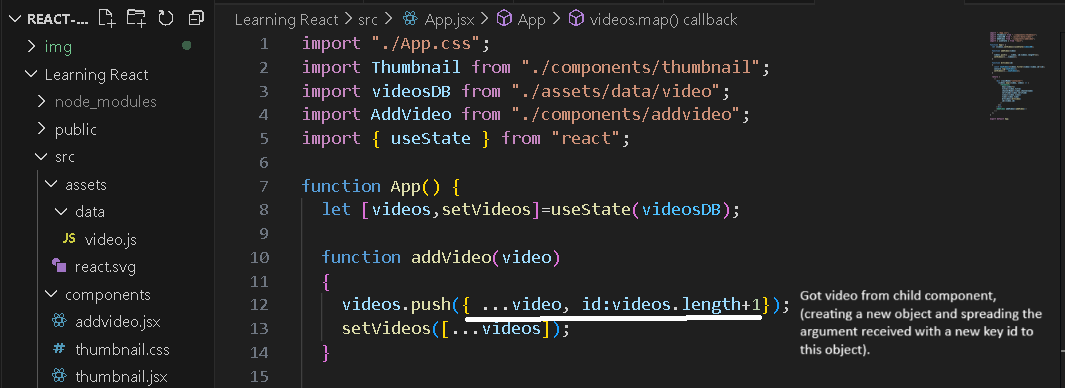 REACT-...
img
Learning React
node_modules
public
src
assets
data
JS video.js
react.svg
components
addvideo.jsx
# thumbnail.css
thumbnail.jsx
Learning React > src > App.jsx > App > videos.map() callback
1 import "./App.css";
2 import Thumbnail from "./components/thumbnail";
3 import videosDB from "./assets/data/video";
4 import AddVideo from "./components/addvideo";
5 import { useState } from "react";
6
7 function App() {
8 let [videos,setVideos]=useState(videosDB);
9
10 function addVideo(video)
11 {
12 videos.push({ ...video, id:videos.length+1});
13 setVideos([...videos]);
14 }
15
Got video from child component,
(creating a new object and spreading the
argument received with a new key id to
this object).